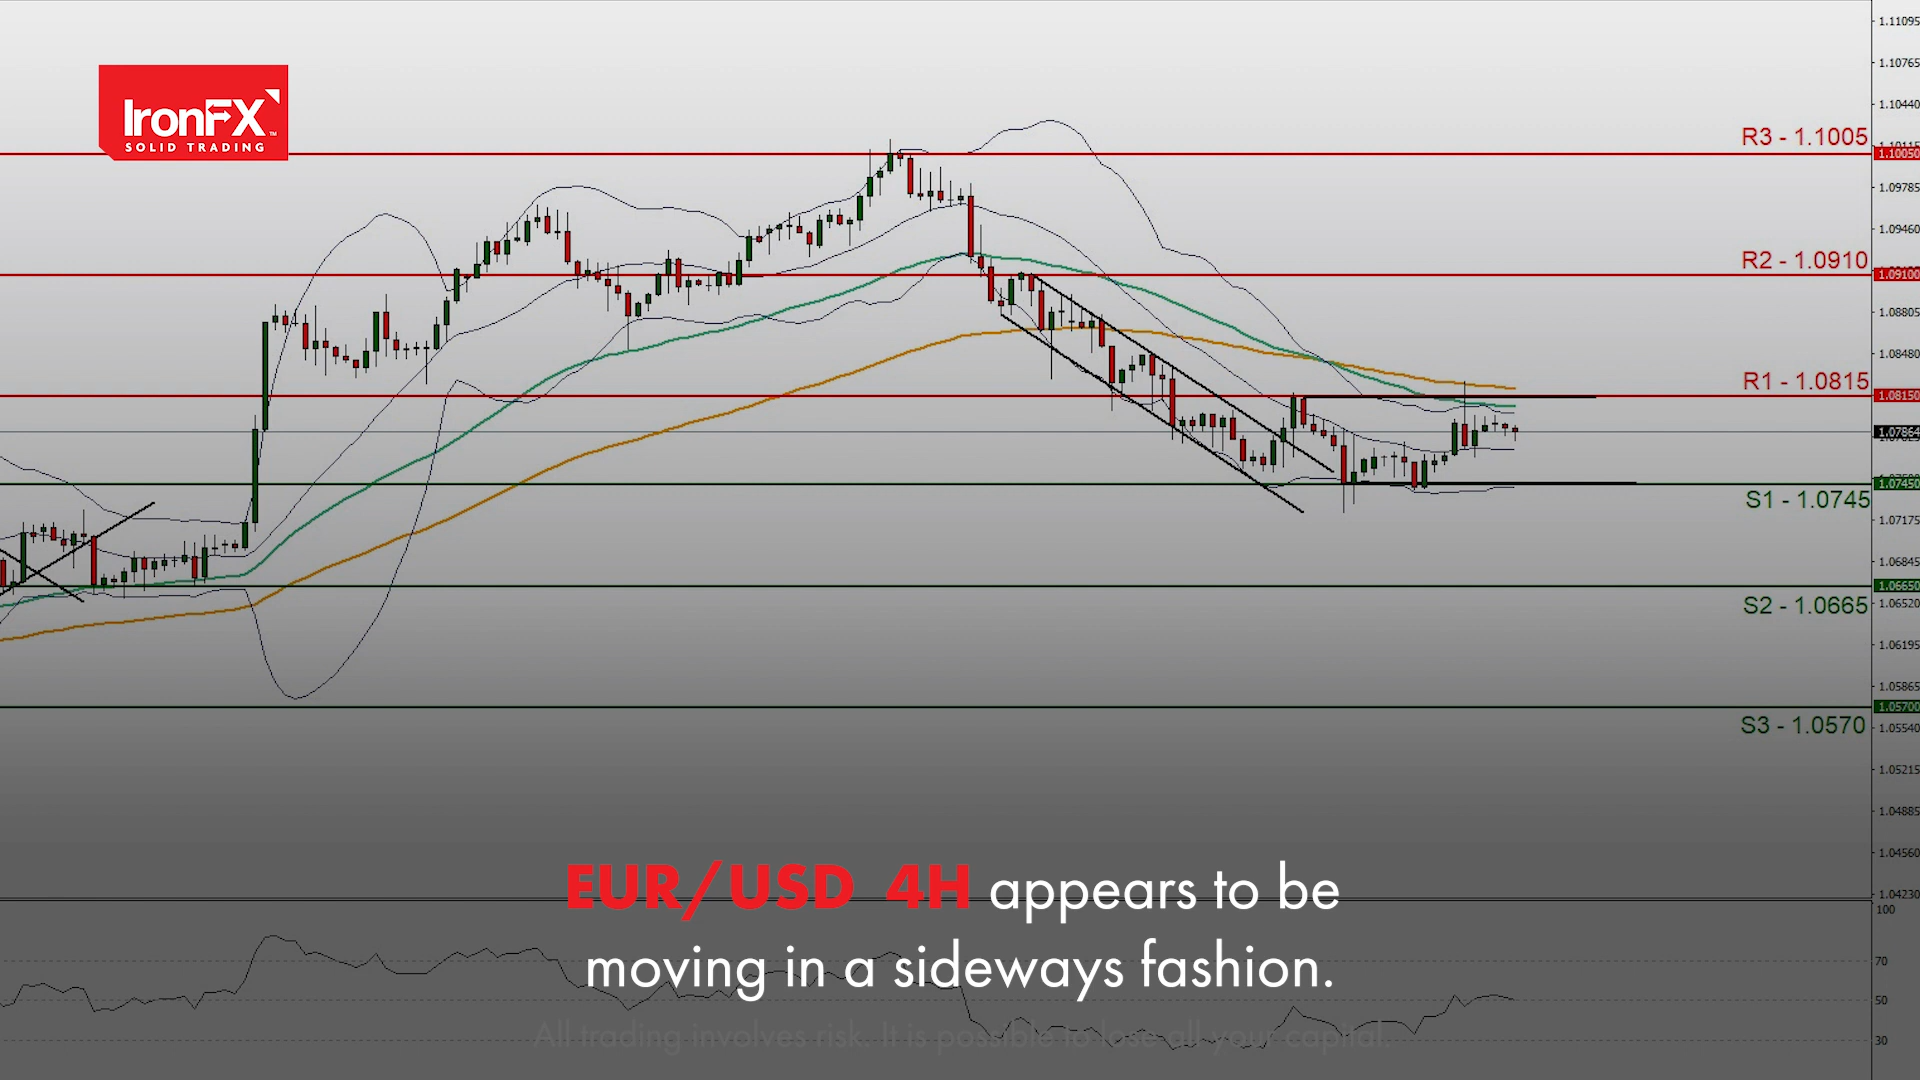 IronFX™
SOLID TRADING
1.11095
1.10765
1.10440
R3 - 1.1005
1.10050
1.09785
1.09460
R2 - 1.0910
1.09100
1.08805
1.08480
R1 - 1.0815
1.08150
1.07864
1.07450
S1 - 1.0745
1.07175
1.06845
1.06650
S2 - 1.0665
1.06520
1.06195
1.05865
1.05700
S3 - 1.0570
1.05540
1.05215
1.04885
1.04560
EUR/USD 4H appears to be
1.04230
100
moving in a sideways fashion.
70
50
All trading involves risk. It is possible to lose all your capital.
30